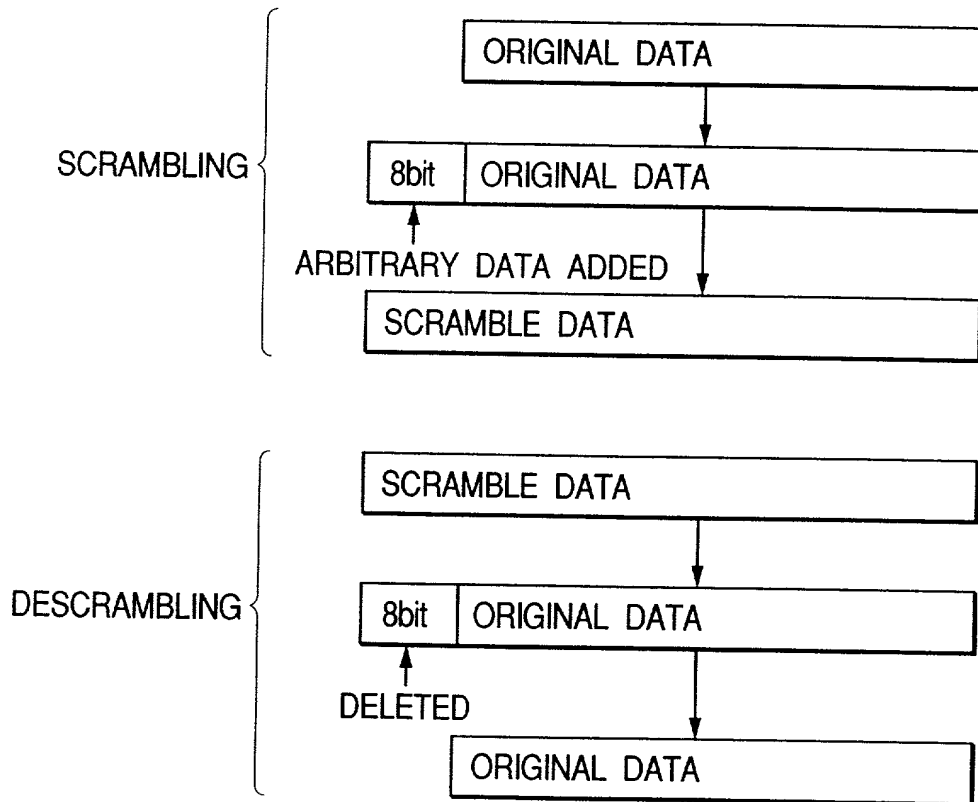 ORIGINAL DATA
SCRAMBLING
8bit ORIGINAL DATA
ARBITRARY DATA ADDED
SCRAMBLE DATA
SCRAMBLE DATA
DESCRAMBLING
8bit ORIGINAL DATA
DELETED
ORIGINAL DATA